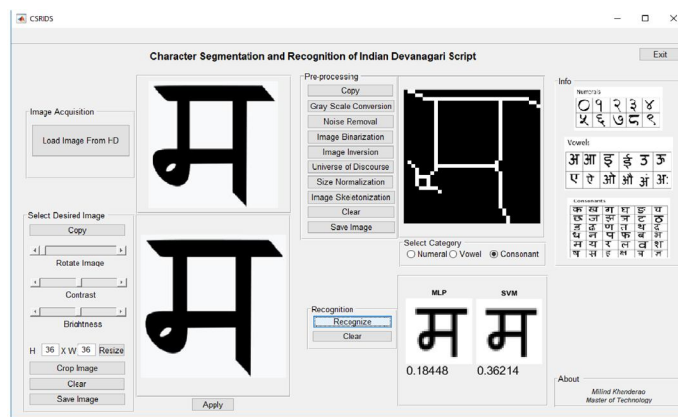 CSRIDS
Character Segmentation and Recognition of Indian Devanagari Script
Exit
Image Acquisition
Load Image From HD
म
Select Desired Image
Copy
Rotate Image
Contrast
Brightness
H 36 X W 36 Resize
Crop Image
Clear
Save Image
म
Apply
Pre-processing
Copy
Gray Scale Conversion
Noise Removal
Image Binarization
Image Inversion
Universe of Discourse
Size Normalization
Image Skeletonization
Clear
Save Image
म
Select Category
Numeral Vowel Consonant
Recognition
Recognize
Clear
MLP SVM
म म
0.18448 0.36214
Info
Numerals
० १ २ ३ ४
५ ६ ७ ८ ९
Vowels
अ आ इ ई उ ऊ
ए ऐ ओ औ अं अः
Consonants
क ख ग घ ङ च
छ ज झ ञ ट ठ
ड ढ ण त थ द
ध न प फ ब भ
म य र ल व श
About
Milind Khenderao
Master of Technology